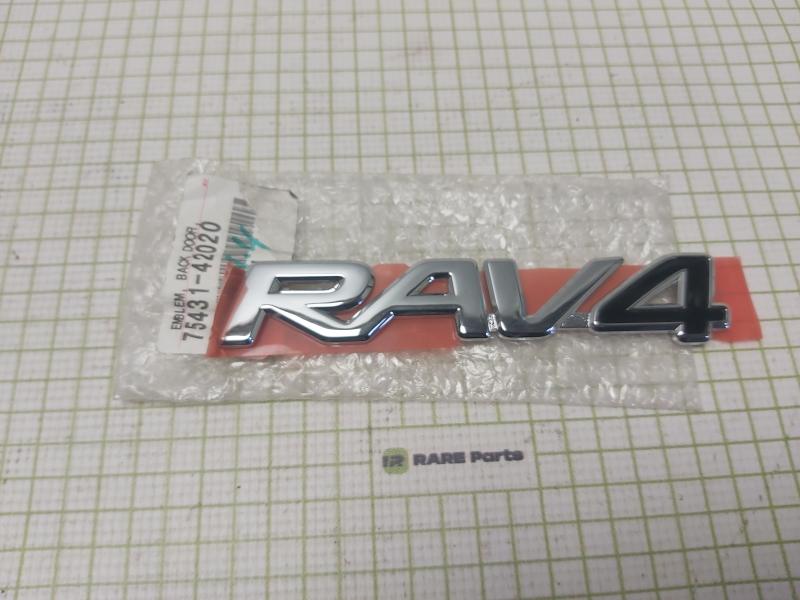 EMBLEM, BACK DOOR
75431-42020
RAV4
RARE Parts